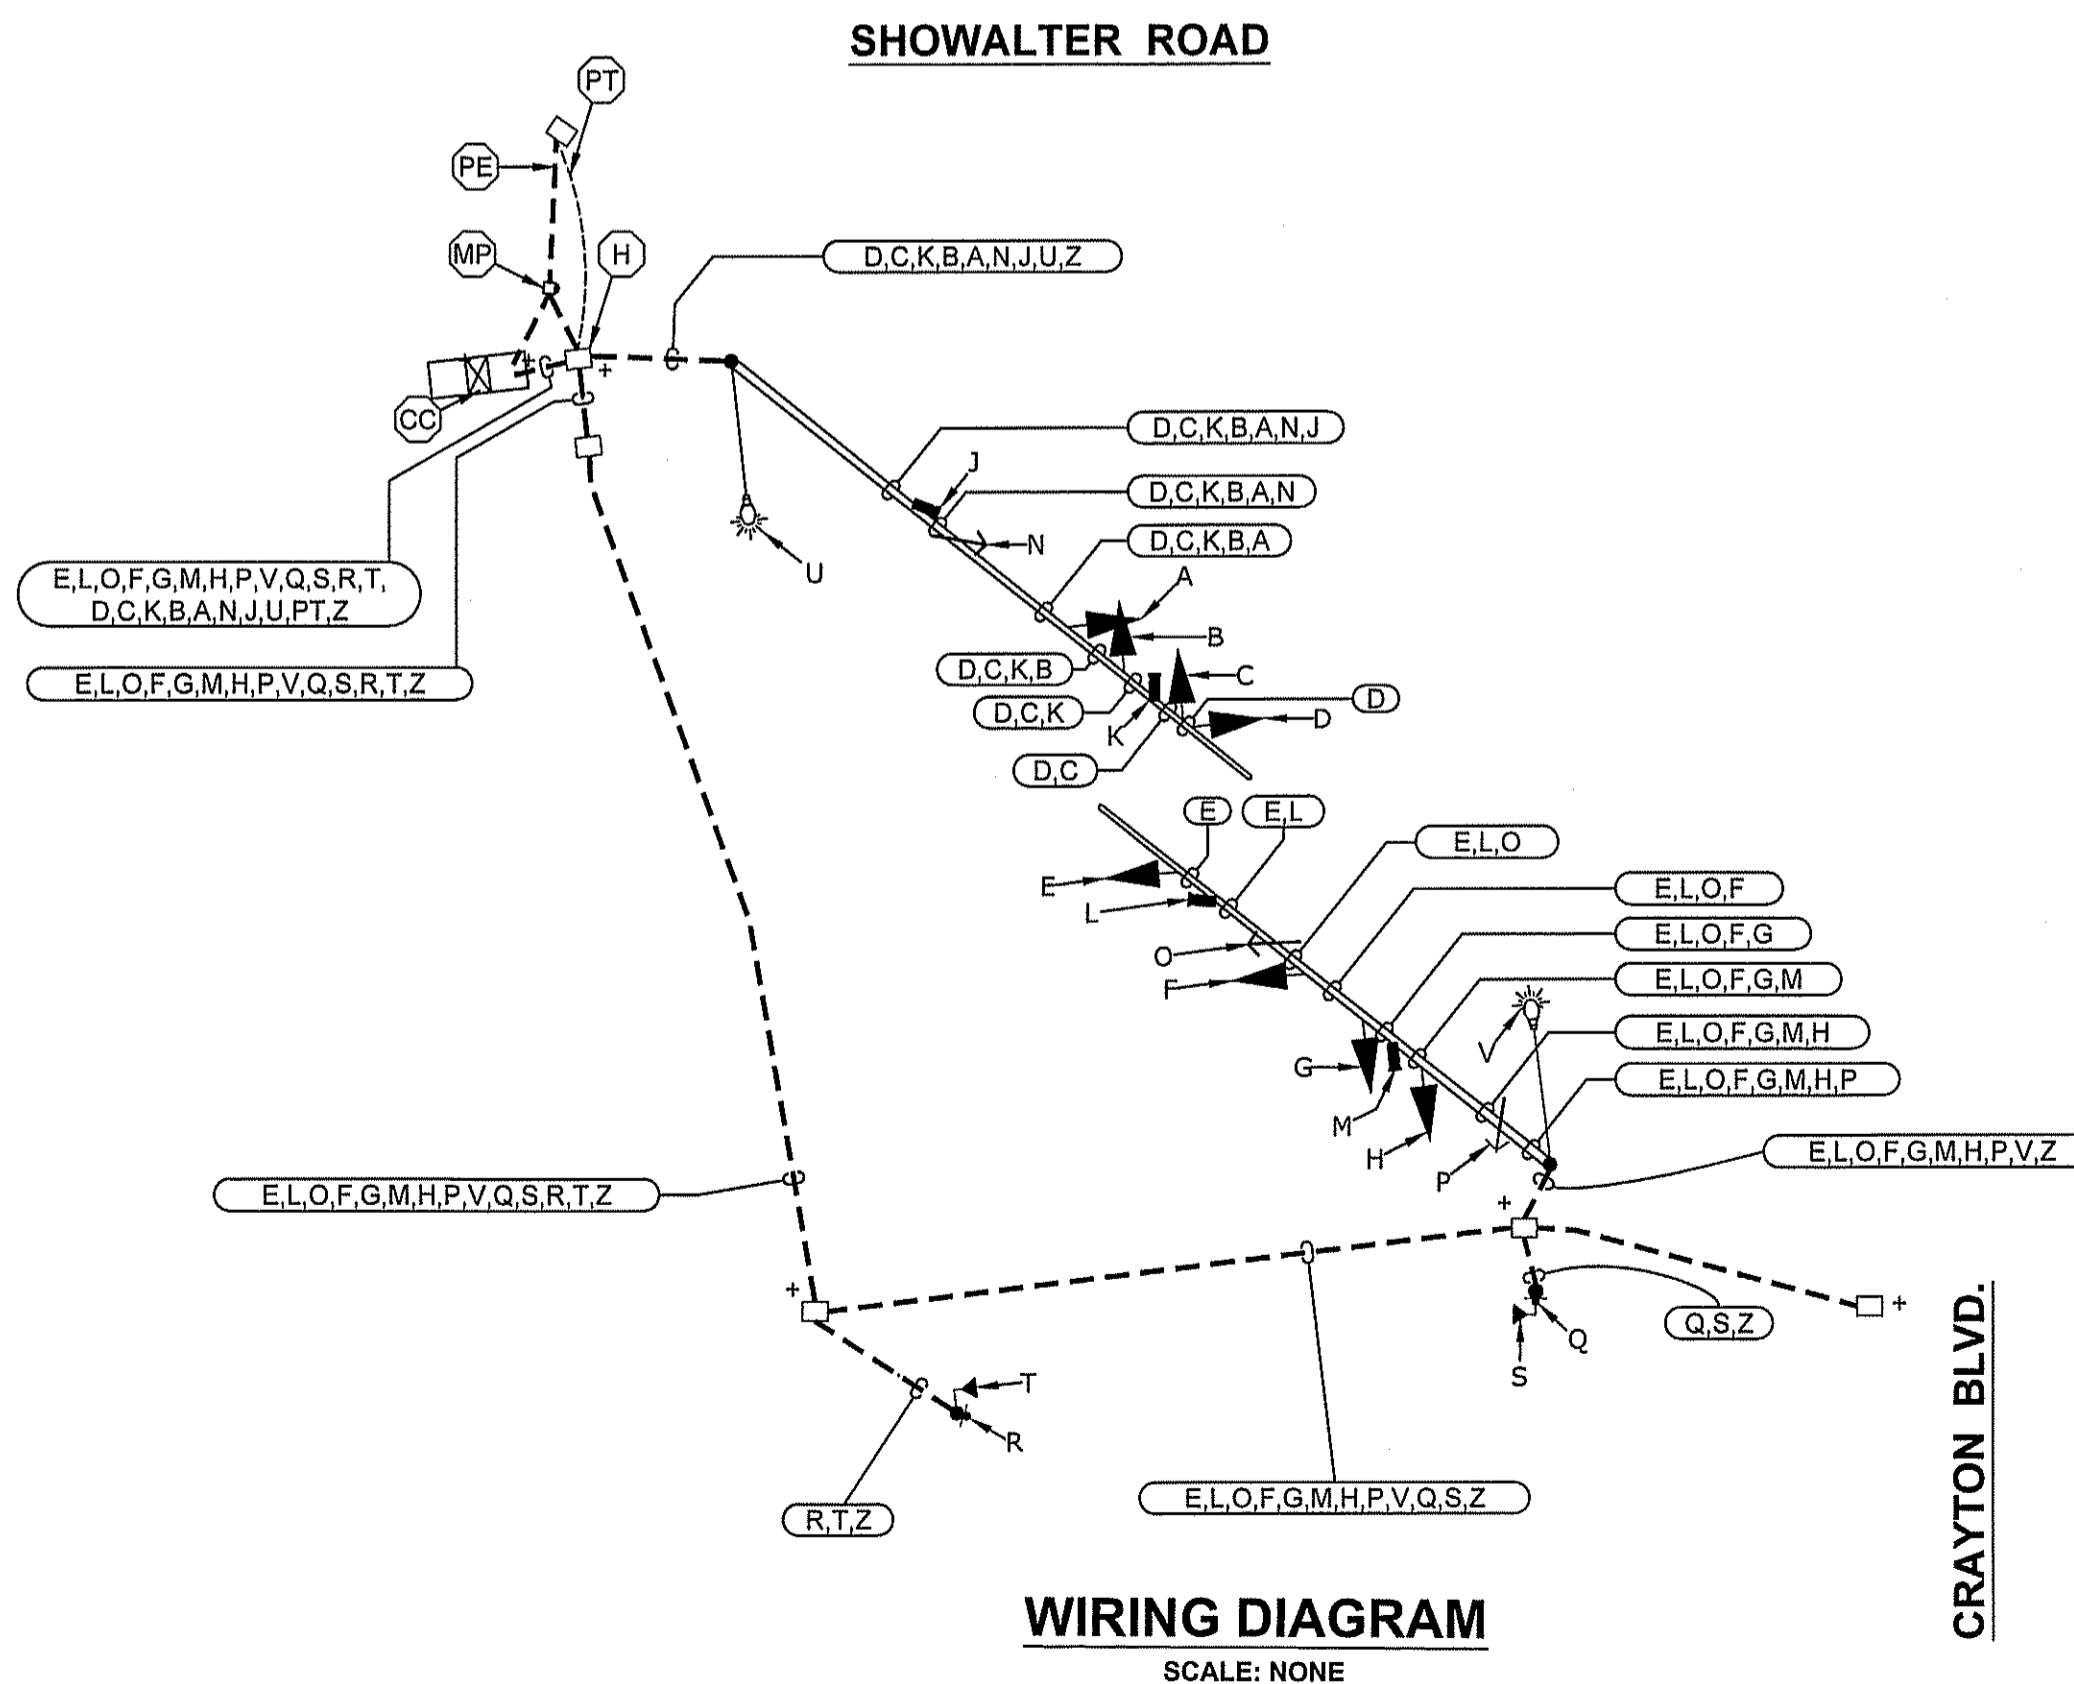 SHOWALTER ROAD
PT
PE
MP
H
D,C,K,B,A,N,J,U,Z
CC
D,C,K,B,A,N,J
J
D,C,K,B,A,N
N
D,C,K,B,A
U
A
E,L,O,F,G,M,H,P,V,Q,S,R,T,
D,C,K,B,A,N,J,U,PT,Z
B
D,C,K,B
C
E,L,O,F,G,M,H,P,V,Q,S,R,T,Z
D
D,C,K
D
K
D,C
E
E,L
E,L,O
E
E,L,O,F
L
E,L,O,F,G
O
F
E,L,O,F,G,M
V
E,L,O,F,G,M,H
G
E,L,O,F,G,M,H,P
M
H
E,L,O,F,G,M,H,P,V,Z
P
E,L,O,F,G,M,H,P,V,Q,S,R,T,Z
Q,S,Z
Q
S
T
R
E,L,O,F,G,M,H,P,V,Q,S,Z
R,T,Z
CRAYTON BLVD.
WIRING DIAGRAM
SCALE: NONE